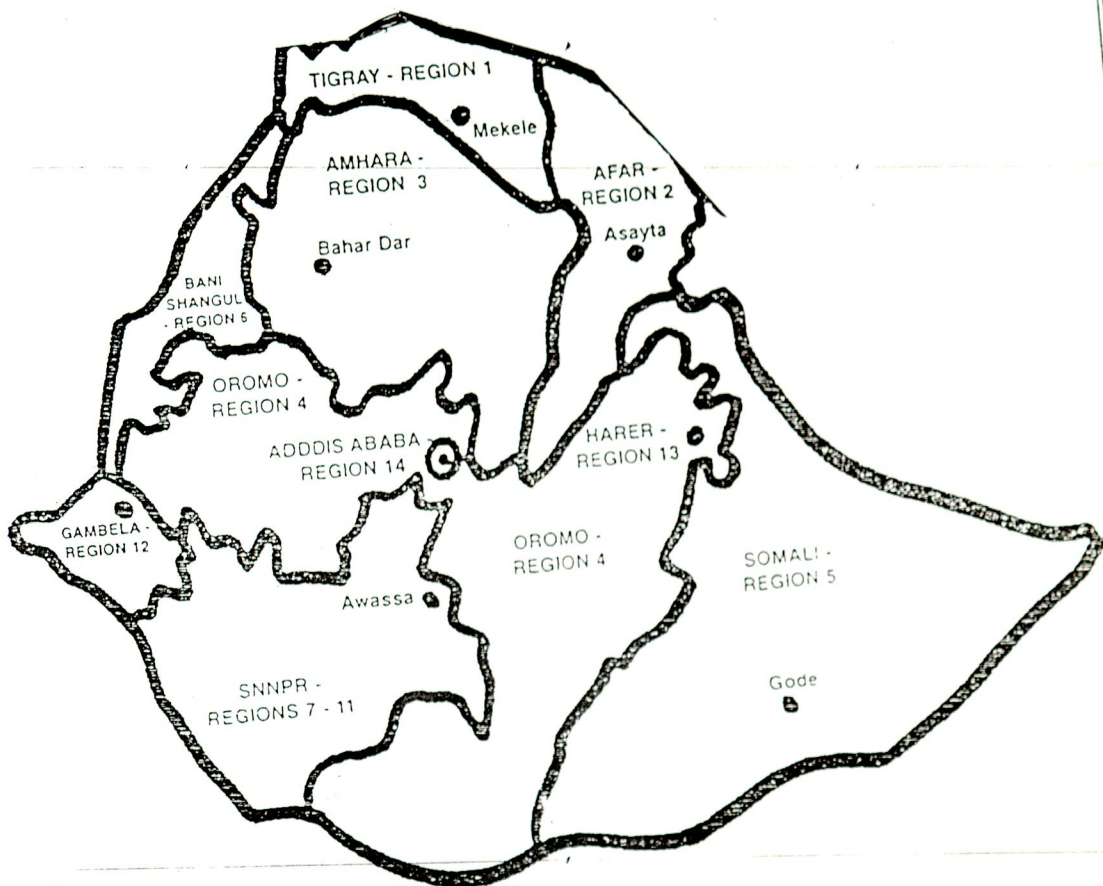 TIGRAY - REGION 1
Mekele
AMHARA -
REGION 3
AFAR -
REGION 2
Asayta
Bahar Dar
BANI
SHANGUL
- REGION 6
OROMO -
REGION 4
ADDDIS ABABA -
REGION 14
HARER -
REGION 13
GAMBELA -
REGION 12
OROMO -
REGION 4
SOMALI -
REGION 5
Awassa
SNNPR -
REGIONS 7 - 11
Gode